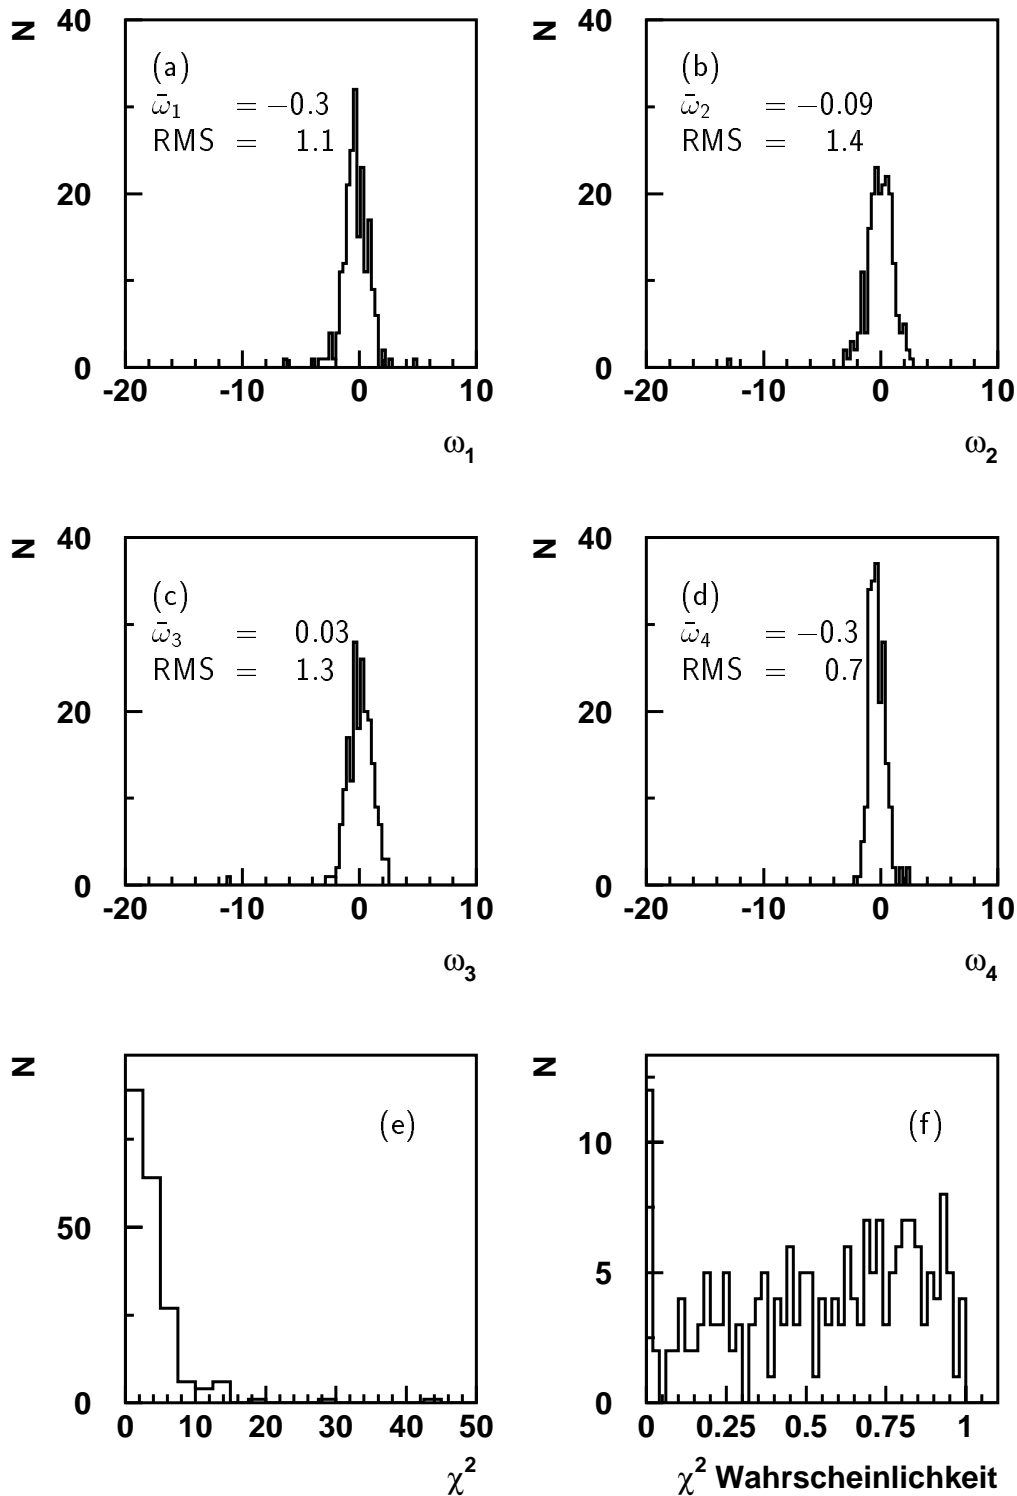 N
40
20
0
(a)
ω̄1 = −0.3
RMS = 1.1
-20 -10 0 10
ω1
N
40
20
0
(b)
ω̄2 = −0.09
RMS = 1.4
-20 -10 0 10
ω2
N
40
20
0
(c)
ω̄3 = 0.03
RMS = 1.3
-20 -10 0 10
ω3
N
40
20
0
(d)
ω̄4 = −0.3
RMS = 0.7
-20 -10 0 10
ω4
N
50
0
(e)
0 10 20 30 40 50
χ²
N
10
5
0
(f)
0 0.25 0.5 0.75 1
χ² Wahrscheinlichkeit